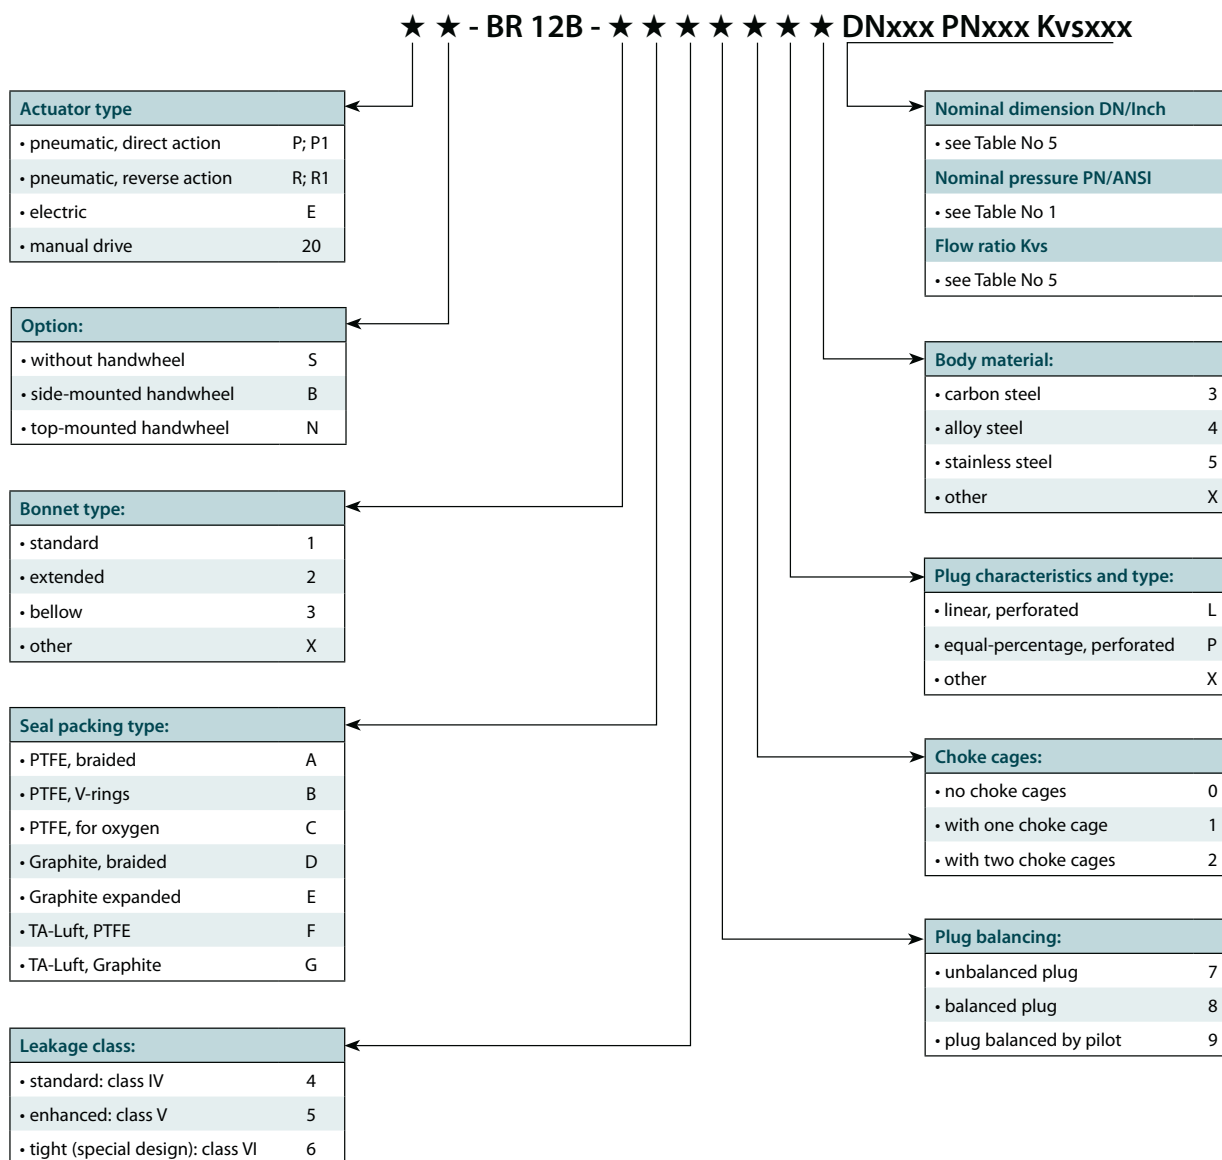 ★ ★ - BR 12B - ★ ★ ★ ★ ★ ★ ★ DNxxx PNxxx Kvsxxx
Actuator type
• pneumatic, direct action P; P1
• pneumatic, reverse action R; R1
• electric E
• manual drive 20
Option:
• without handwheel S
• side-mounted handwheel B
• top-mounted handwheel N
Bonnet type:
• standard 1
• extended 2
• bellow 3
• other X
Seal packing type:
• PTFE, braided A
• PTFE, V-rings B
• PTFE, for oxygen C
• Graphite, braided D
• Graphite expanded E
• TA-Luft, PTFE F
• TA-Luft, Graphite G
Leakage class:
• standard: class IV 4
• enhanced: class V 5
• tight (special design): class VI 6
Nominal dimension DN/Inch
• see Table No 5
Nominal pressure PN/ANSI
• see Table No 1
Flow ratio Kvs
• see Table No 5
Body material:
• carbon steel 3
• alloy steel 4
• stainless steel 5
• other X
Plug characteristics and type:
• linear, perforated L
• equal-percentage, perforated P
• other X
Choke cages:
• no choke cages 0
• with one choke cage 1
• with two choke cages 2
Plug balancing:
• unbalanced plug 7
• balanced plug 8
• plug balanced by pilot 9